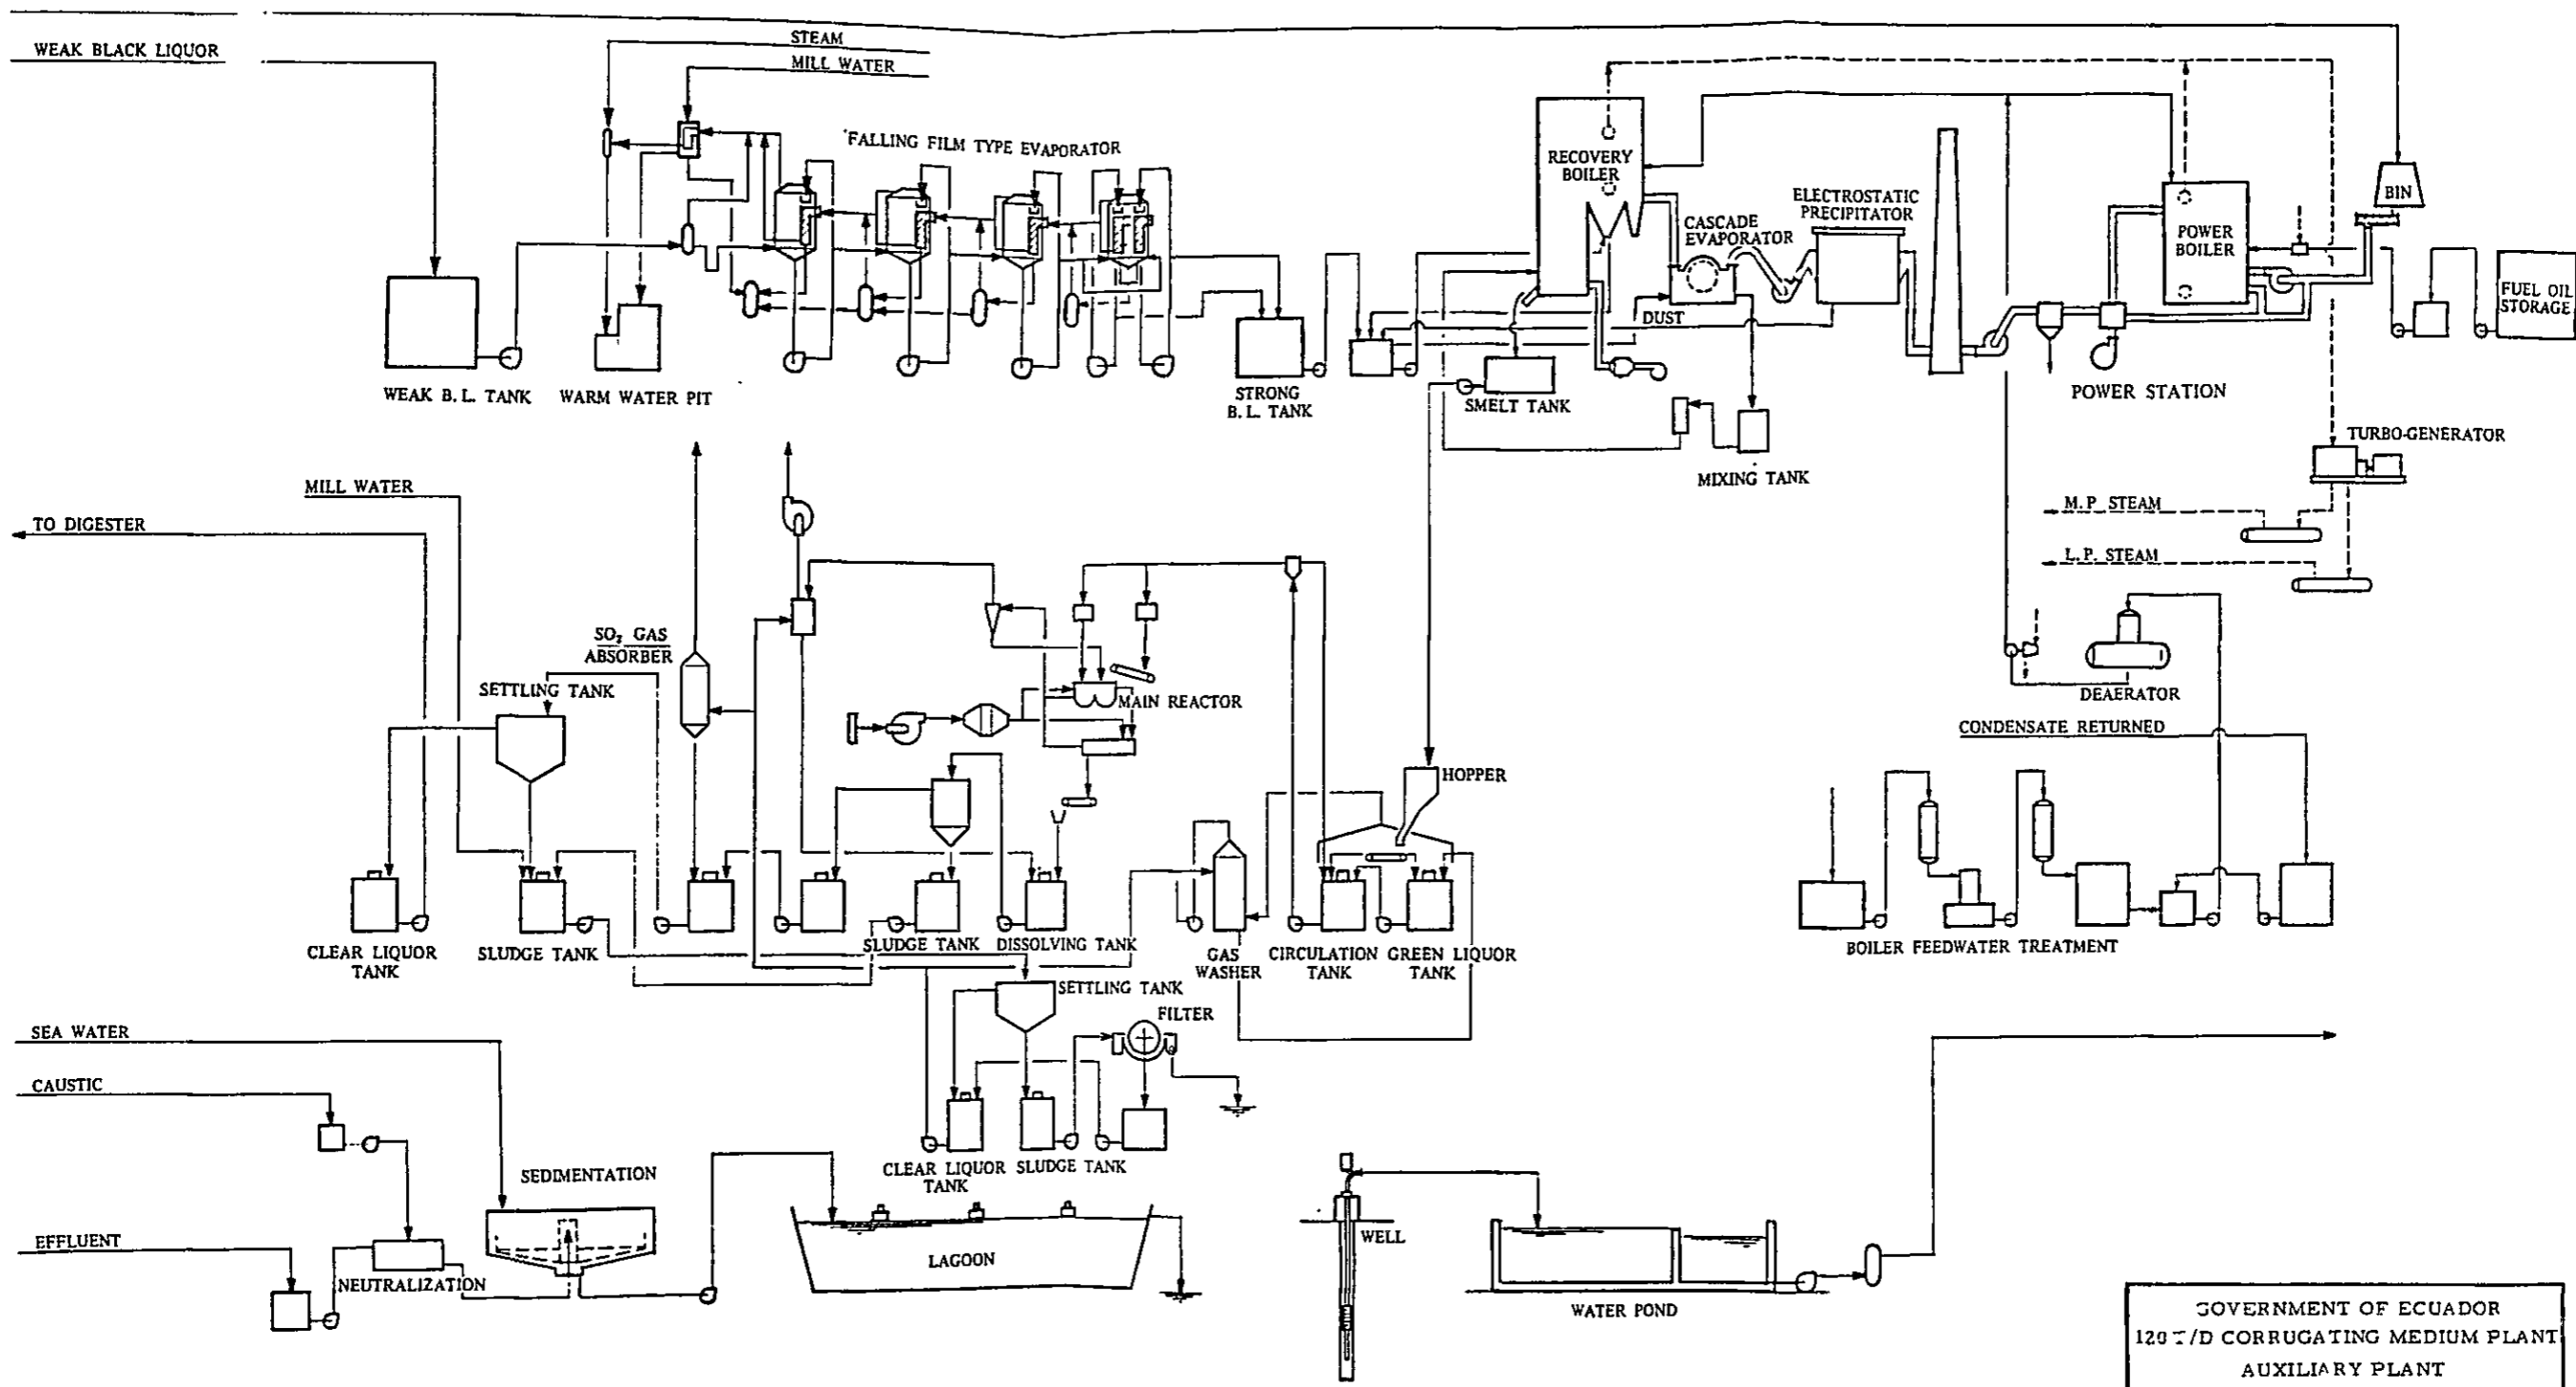 WEAK BLACK LIQUOR
STEAM
MILL WATER
FALLING FILM TYPE EVAPORATOR
RECOVERY
BOILER
CASCADE
EVAPORATOR
ELECTROSTATIC
PRECIPITATOR
POWER
BOILER
BIN
FUEL OIL
STORAGE
DUST
WEAK B.L. TANK
WARM WATER PIT
STRONG
B.L. TANK
SMELT TANK
POWER STATION
MIXING TANK
TURBO-GENERATOR
MILL WATER
TO DIGESTER
M.P STEAM
L.P. STEAM
SO₂ GAS
ABSORBER
SETTLING TANK
MAIN REACTOR
DEAERATOR
CONDENSATE RETURNED
HOPPER
CLEAR LIQUOR
TANK
SLUDGE TANK
SLUDGE TANK
DISSOLVING TANK
GAS
WASHER
CIRCULATION
TANK
GREEN LIQUOR
TANK
BOILER FEEDWATER TREATMENT
SETTLING TANK
FILTER
SEA WATER
CAUSTIC
SEDIMENTATION
CLEAR LIQUOR
TANK
SLUDGE TANK
EFFLUENT
NEUTRALIZATION
LAGOON
WELL
WATER POND
GOVERNMENT OF ECUADOR
120 T/D CORRUGATING MEDIUM PLANT
AUXILIARY PLANT